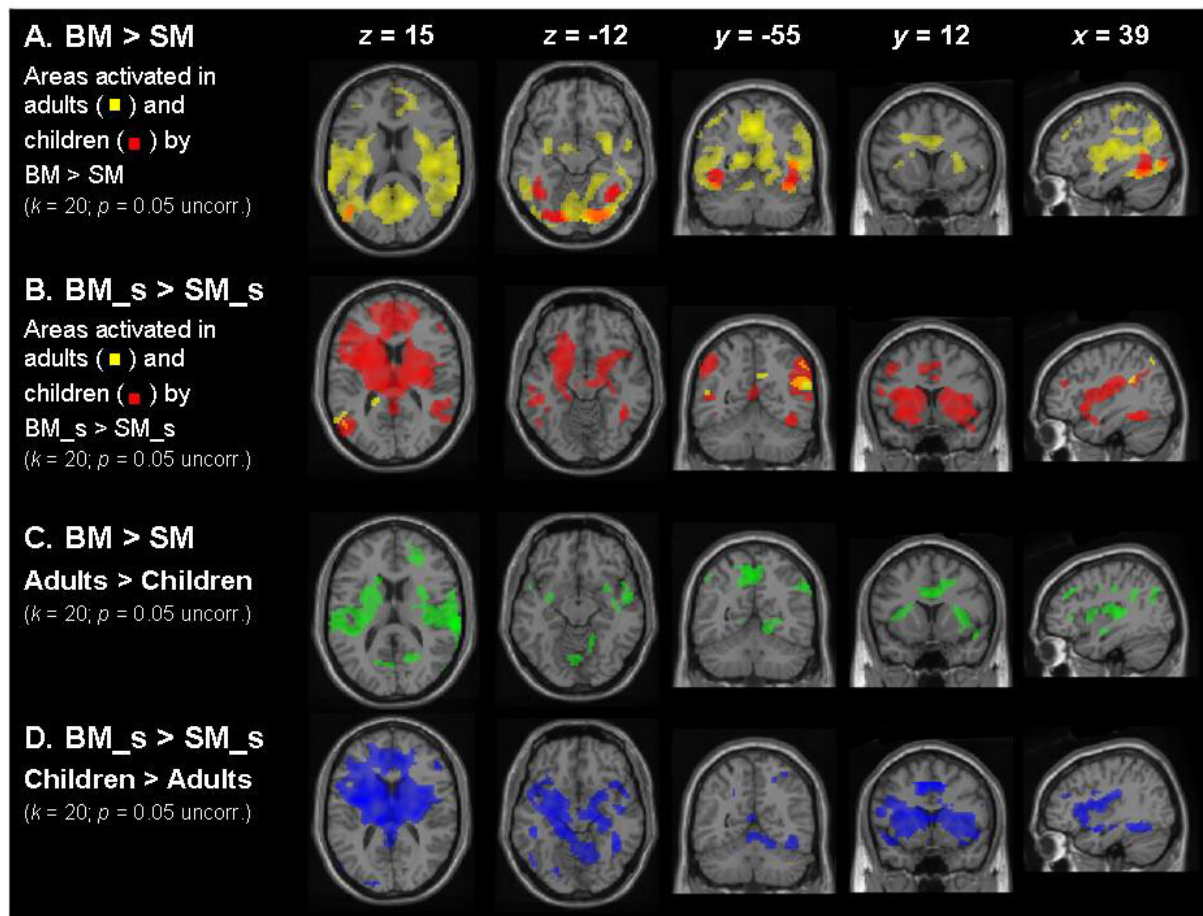 A. BM > SM
z = 15
z = -12
y = -55
y = 12
x = 39
Areas activated in
adults ( ) and
children ( ) by
BM > SM
(k = 20; p = 0.05 uncorr.)
B. BM_s > SM_s
Areas activated in
adults ( ) and
children ( ) by
BM_s > SM_s
(k = 20; p = 0.05 uncorr.)
C. BM > SM
Adults > Children
(k = 20; p = 0.05 uncorr.)
D. BM_s > SM_s
Children > Adults
(k = 20; p = 0.05 uncorr.)